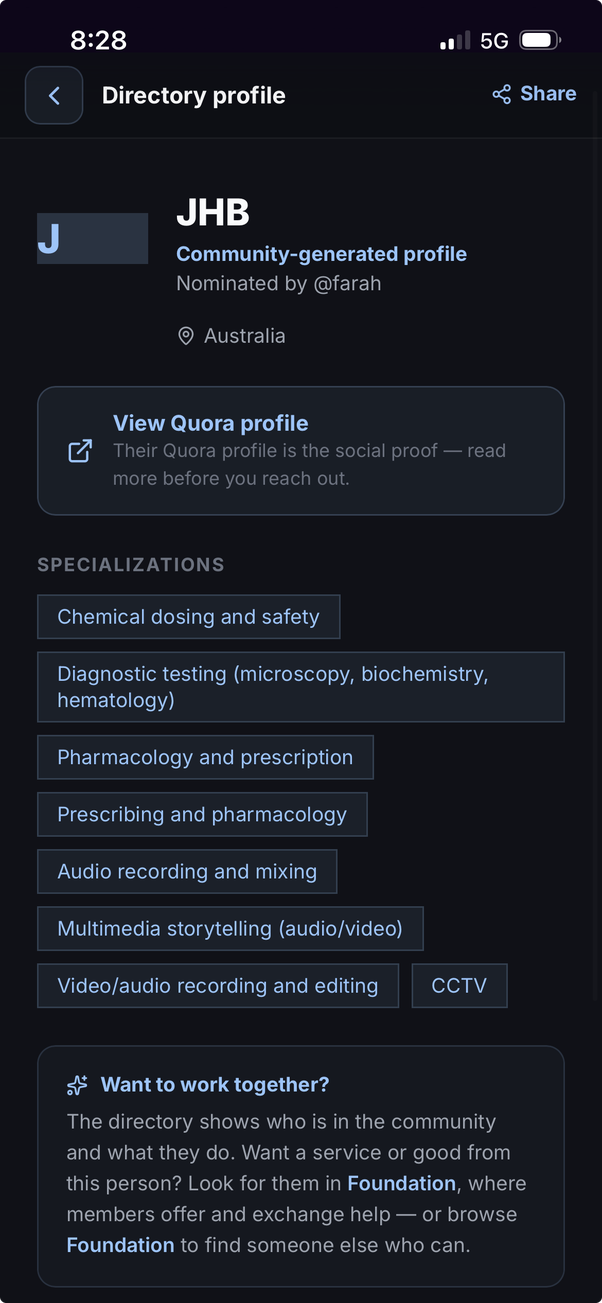 8:28
5G
Directory profile
Share
J
JHB
Community-generated profile
Nominated by @farah
Australia
View Quora profile
Their Quora profile is the social proof — read
more before you reach out.
SPECIALIZATIONS
Chemical dosing and safety
Diagnostic testing (microscopy, biochemistry,
hematology)
Pharmacology and prescription
Prescribing and pharmacology
Audio recording and mixing
Multimedia storytelling (audio/video)
Video/audio recording and editing
CCTV
Want to work together?
The directory shows who is in the community
and what they do. Want a service or good from
this person? Look for them in Foundation, where
members offer and exchange help — or browse
Foundation to find someone else who can.